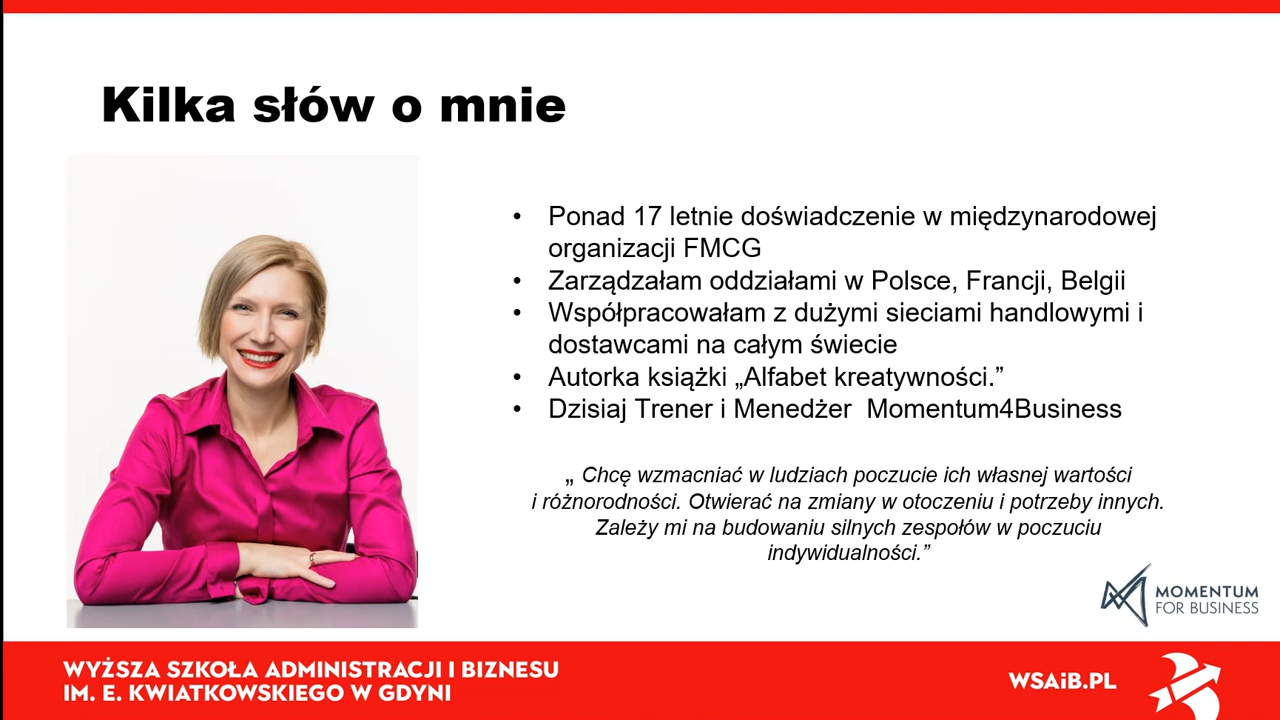 Kilka słów o mnie
• Ponad 17 letnie doświadczenie w międzynarodowej
organizacji FMCG
• Zarządzałam oddziałami w Polsce, Francji, Belgii
• Współpracowałam z dużymi sieciami handlowymi i
dostawcami na całym świecie
• Autorka książki „Alfabet kreatywności.”
• Dzisiaj Trener i Menedżer  Momentum4Business
„ Chcę wzmacniać w ludziach poczucie ich własnej wartości
i różnorodności. Otwierać na zmiany w otoczeniu i potrzeby innych.
Zależy mi na budowaniu silnych zespołów w poczuciu
indywidualności.”
MOMENTUM
FOR BUSINESS
WYŻSZA SZKOŁA ADMINISTRACJI I BIZNESU
IM. E. KWIATKOWSKIEGO W GDYNI
WSAiB.PL